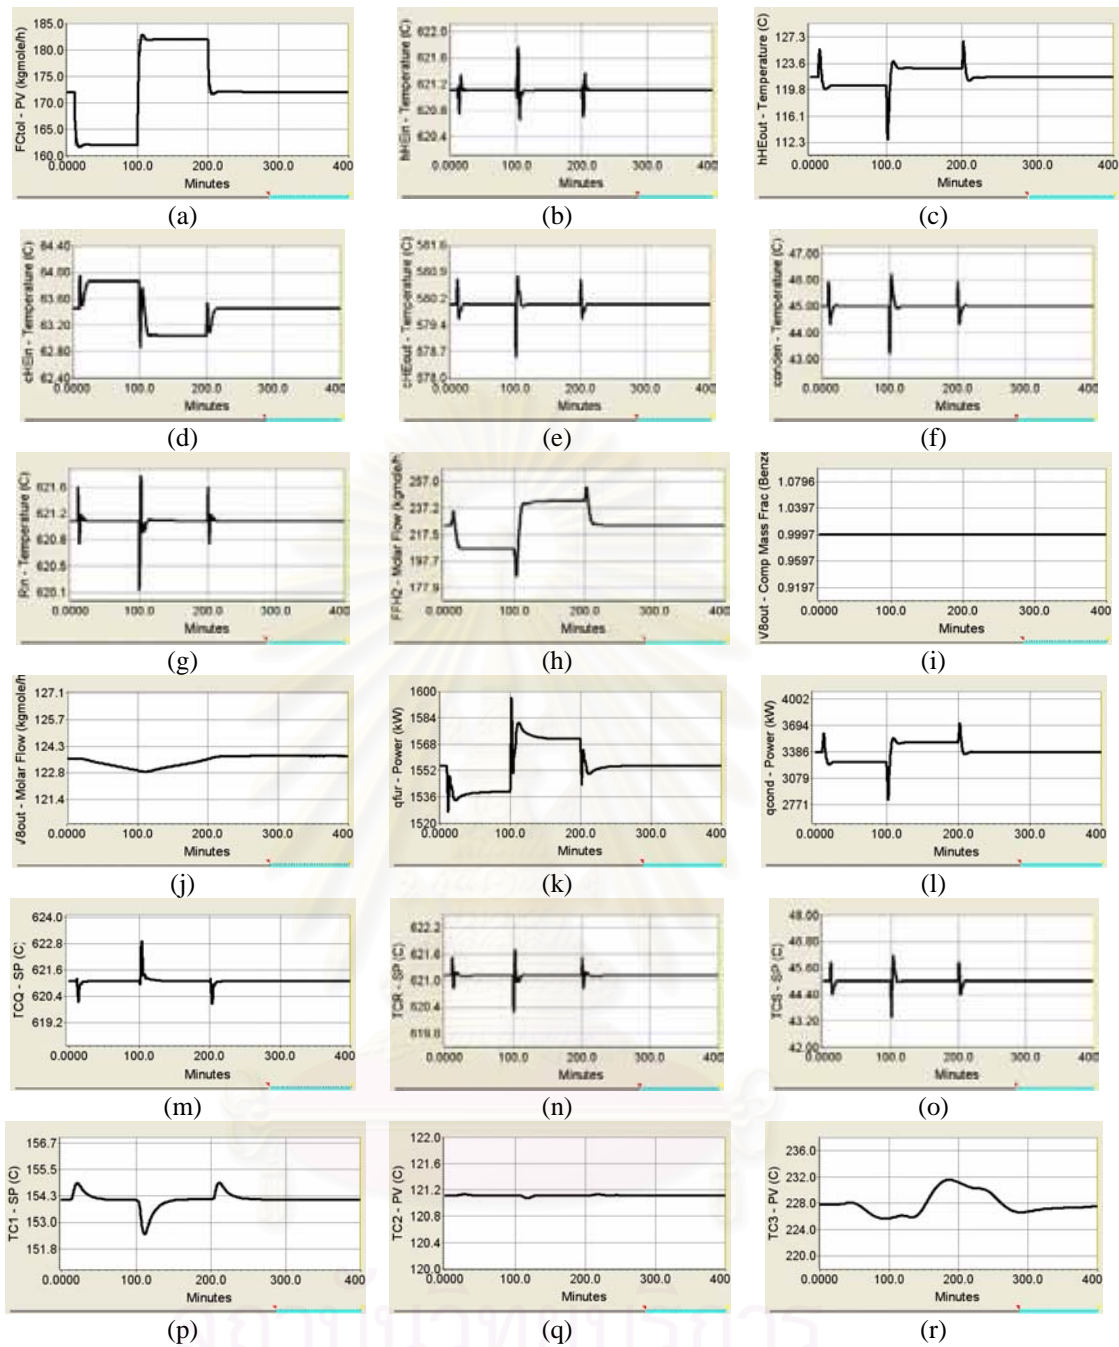 185.0
180.0
175.0
170.0
165.0
160.0
FCtol - PV (kgmole/h)
0.0000 100.0 200.0 300.0 400
Minutes
(a)
622.0
621.6
621.2
620.8
620.4
hHEin - Temperature (C)
0.0000 100.0 200.0 300.0 400
Minutes
(b)
127.3
123.6
119.8
116.1
112.3
hHEout - Temperature (C)
0.0000 100.0 200.0 300.0 400
Minutes
(c)
64.40
64.00
63.60
63.20
62.80
62.40
cHEin - Temperature (C)
0.0000 100.0 200.0 300.0 400
Minutes
(d)
581.6
580.9
580.2
579.4
578.7
578.0
cHEout - Temperature (C)
0.0000 100.0 200.0 300.0 400
Minutes
(e)
47.00
46.00
45.00
44.00
43.00
conden - Temperature (C)
0.0000 100.0 200.0 300.0 400
Minutes
(f)
621.6
621.2
620.8
620.5
620.1
Rin - Temperature (C)
0.0000 100.0 200.0 300.0 400
Minutes
(g)
257.0
237.2
217.5
197.7
177.9
FFH2 - Molar Flow (kgmole/h
0.0000 100.0 200.0 300.0 400
Minutes
(h)
1.0796
1.0397
0.9997
0.9597
0.9197
V8out - Comp Mass Frac (Benze
0.0000 100.0 200.0 300.0 400
Minutes
(i)
127.1
125.7
124.3
122.8
121.4
V8out - Molar Flow (kgmole/h
0.0000 100.0 200.0 300.0 400
Minutes
(j)
1600
1584
1568
1552
1536
1520
qfur - Power (kW)
0.0000 100.0 200.0 300.0 400
Minutes
(k)
4002
3694
3386
3079
2771
qcond - Power (kW)
0.0000 100.0 200.0 300.0 400
Minutes
(l)
624.0
622.8
621.6
620.4
619.2
TCQ - SP (C)
0.0000 100.0 200.0 300.0 400
Minutes
(m)
622.2
621.6
621.0
620.4
619.8
TCR - SP (C)
0.0000 100.0 200.0 300.0 400
Minutes
(n)
48.00
46.80
45.60
44.40
43.20
42.00
TCS - SP (C)
0.0000 100.0 200.0 300.0 400
Minutes
(o)
156.7
155.5
154.3
153.0
151.8
TC1 - SP (C)
0.0000 100.0 200.0 300.0 400
Minutes
(p)
122.0
121.6
121.2
120.8
120.4
120.0
TC2 - PV (C)
0.0000 100.0 200.0 300.0 400
Minutes
(q)
236.0
232.0
228.0
224.0
220.0
TC3 - PV (C)
0.0000 100.0 200.0 300.0 400
Minutes
(r)